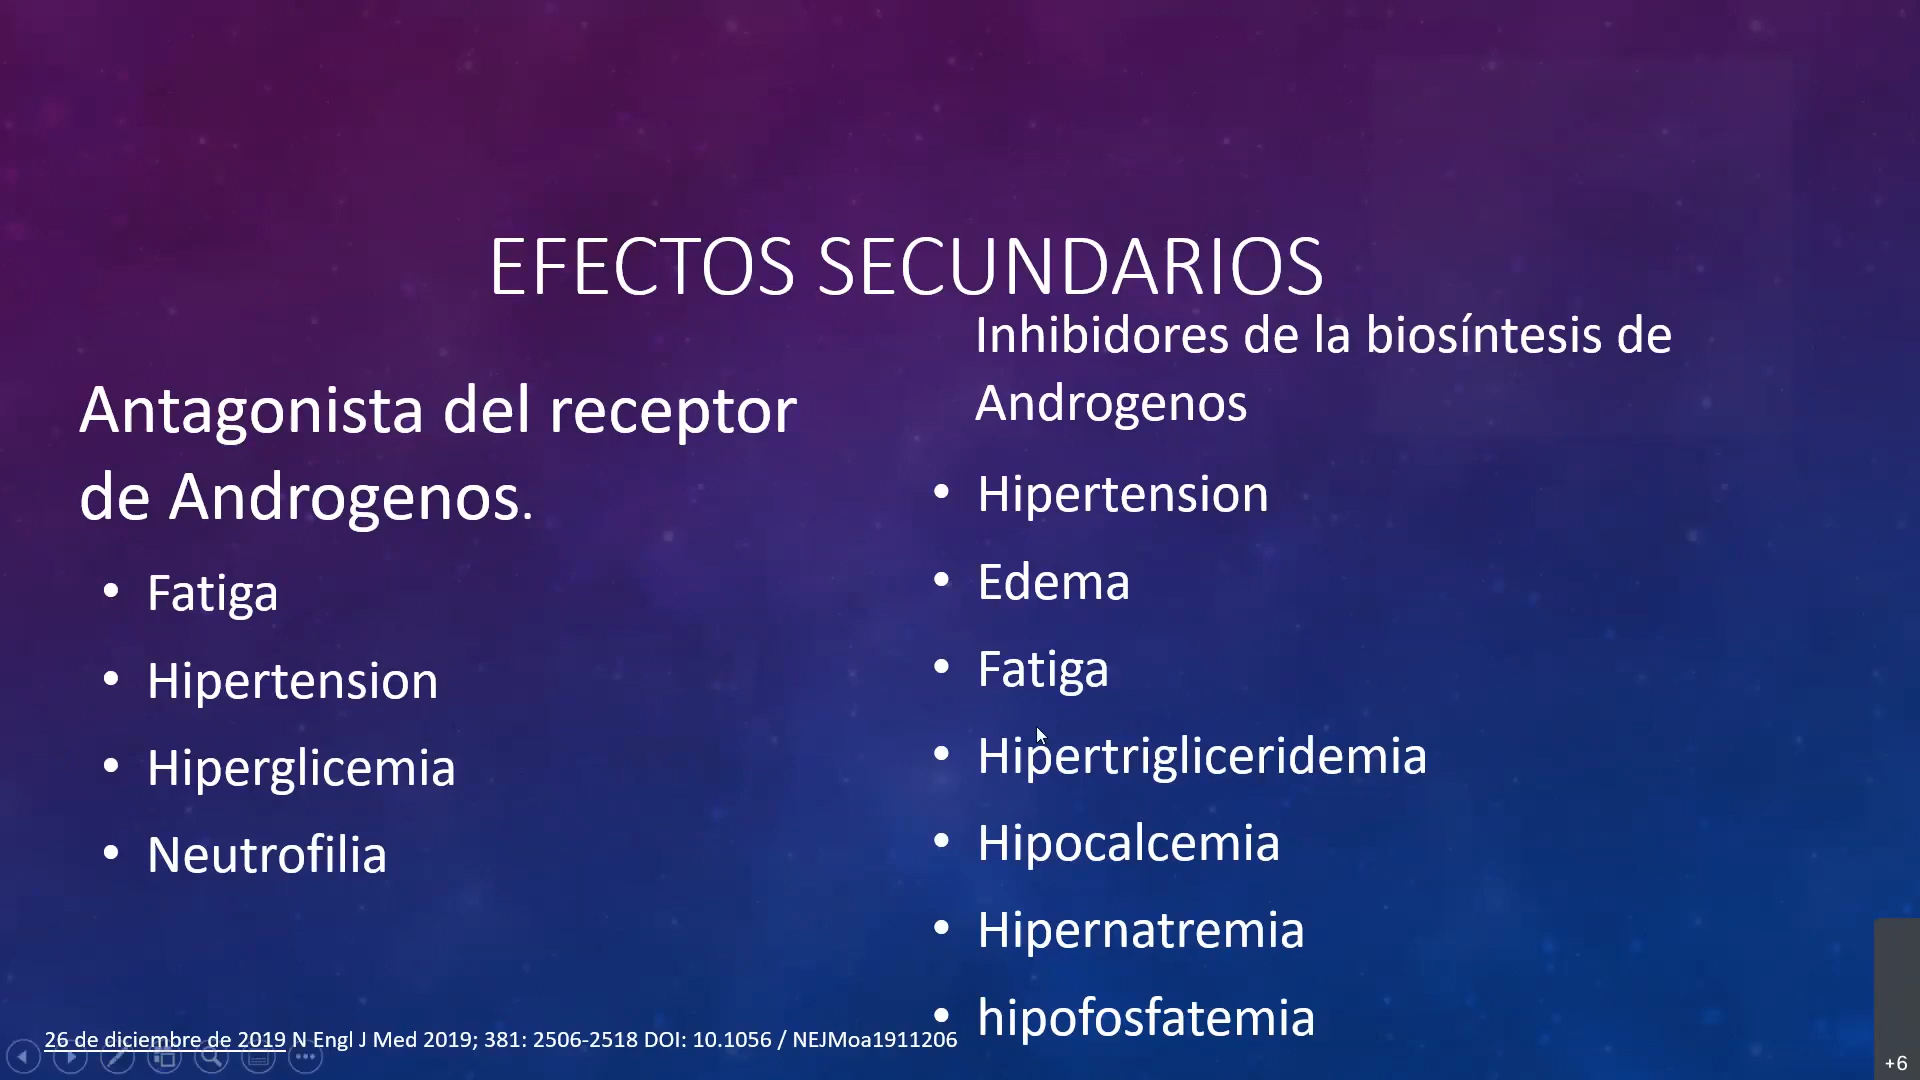 EFECTOS SECUNDARIOS
Antagonista del receptor
de Androgenos.
• Fatiga
• Hipertension
• Hiperglicemia
• Neutrofilia
Inhibidores de la biosíntesis de
Androgenos
• Hipertension
• Edema
• Fatiga
• Hipertrigliceridemia
• Hipocalcemia
• Hipernatremia
• hipofosfatemia
26 de diciembre de 2019 N Engl J Med 2019; 381: 2506-2518 DOI: 10.1056 / NEJMoa1911206
+6